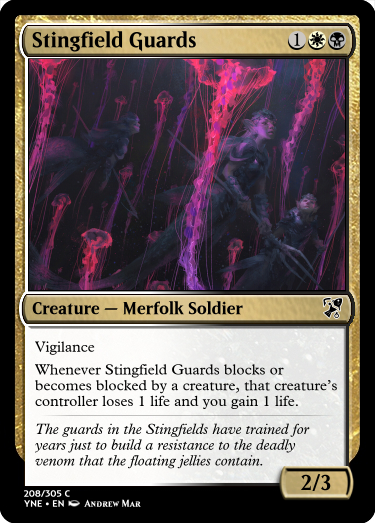 Stingfield Guards 1
Creature — Merfolk Soldier
Vigilance
Whenever Stingfield Guards blocks or
becomes blocked by a creature, that creature's
controller loses 1 life and you gain 1 life.
The guards in the Stingfields have trained for
years just to build a resistance to the deadly
venom that the floating jellies contain.
2/3
208/305 C
YNE • EN Andrew Mar